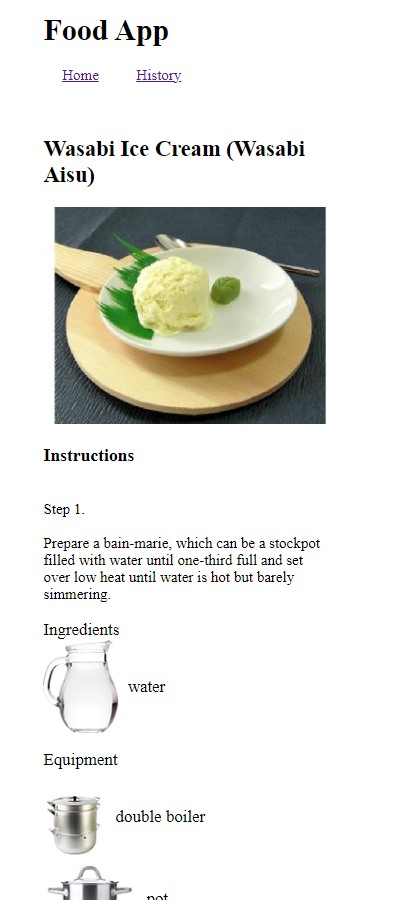 Food App
Home History
Wasabi Ice Cream (Wasabi
Aisu)
Instructions
Step 1.
Prepare a bain-marie, which can be a stockpot
filled with water until one-third full and set
over low heat until water is hot but barely
simmering.
Ingredients
water
Equipment
double boiler
pot